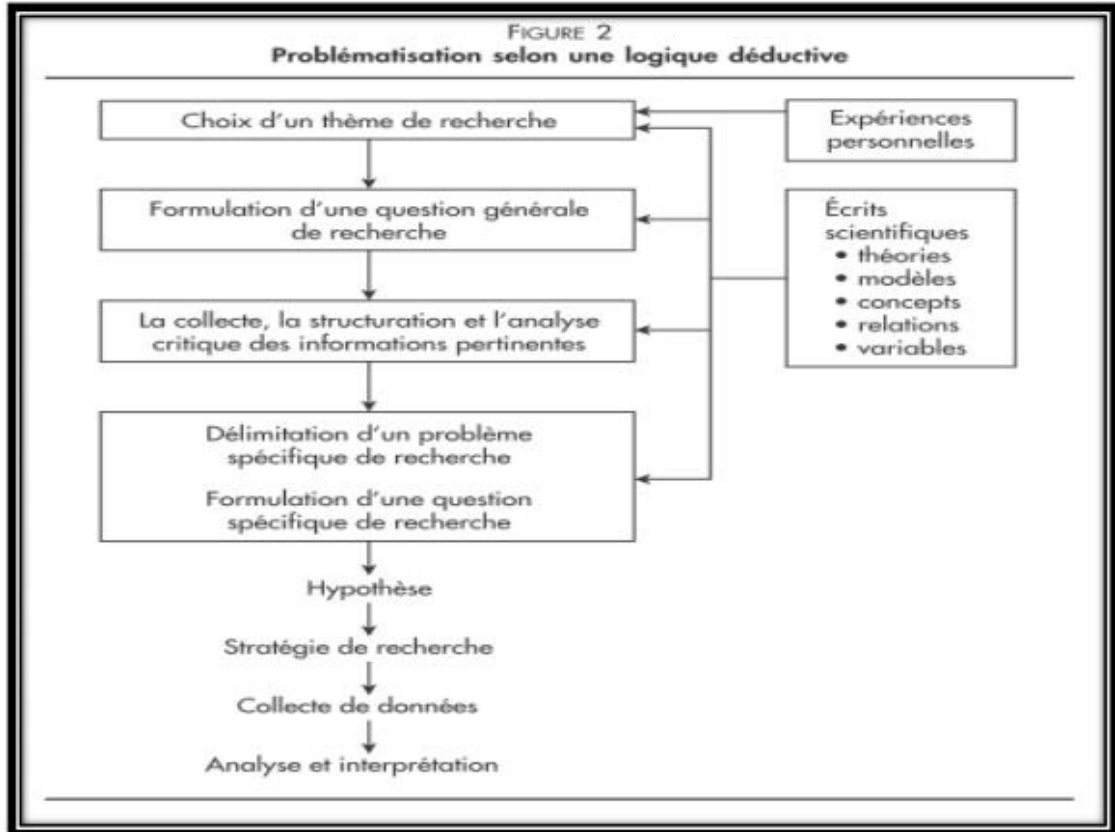 FIGURE 2
Problématisation selon une logique déductive
Choix d'un thème de recherche
Expériences
personnelles
Formulation d'une question générale
de recherche
Écrits
scientifiques
• théories
• modèles
• concepts
• relations
• variables
La collecte, la structuration et l'analyse
critique des informations pertinentes
Délimitation d'un problème
spécifique de recherche
Formulation d'une question
spécifique de recherche
Hypothèse
Stratégie de recherche
Collecte de données
Analyse et interprétation